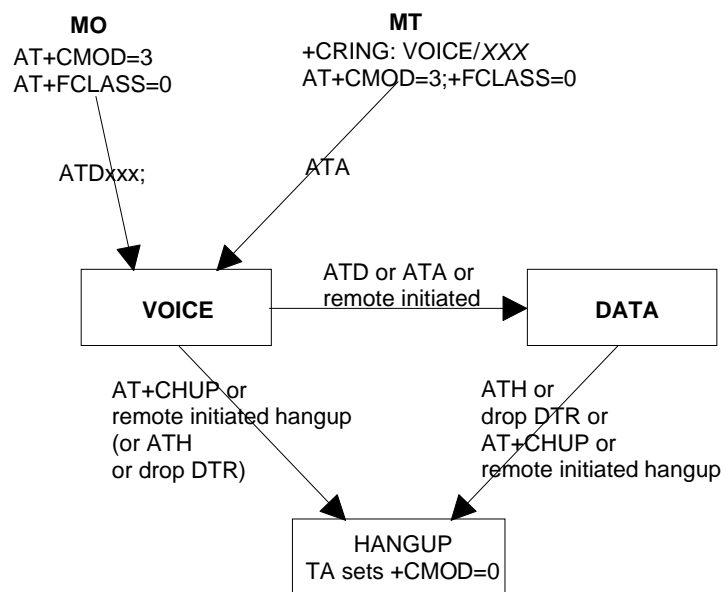 MO
AT+CMOD=3
AT+FCLASS=0
MT
+CRING: VOICE/XXX
AT+CMOD=3;+FCLASS=0
ATDxxx;
ATA
VOICE
ATD or ATA or
remote initiated
DATA
AT+CHUP or
remote initiated hangup
(or ATH
or drop DTR)
ATH or
drop DTR or
AT+CHUP or
remote initiated hangup
HANGUP
TA sets +CMOD=0